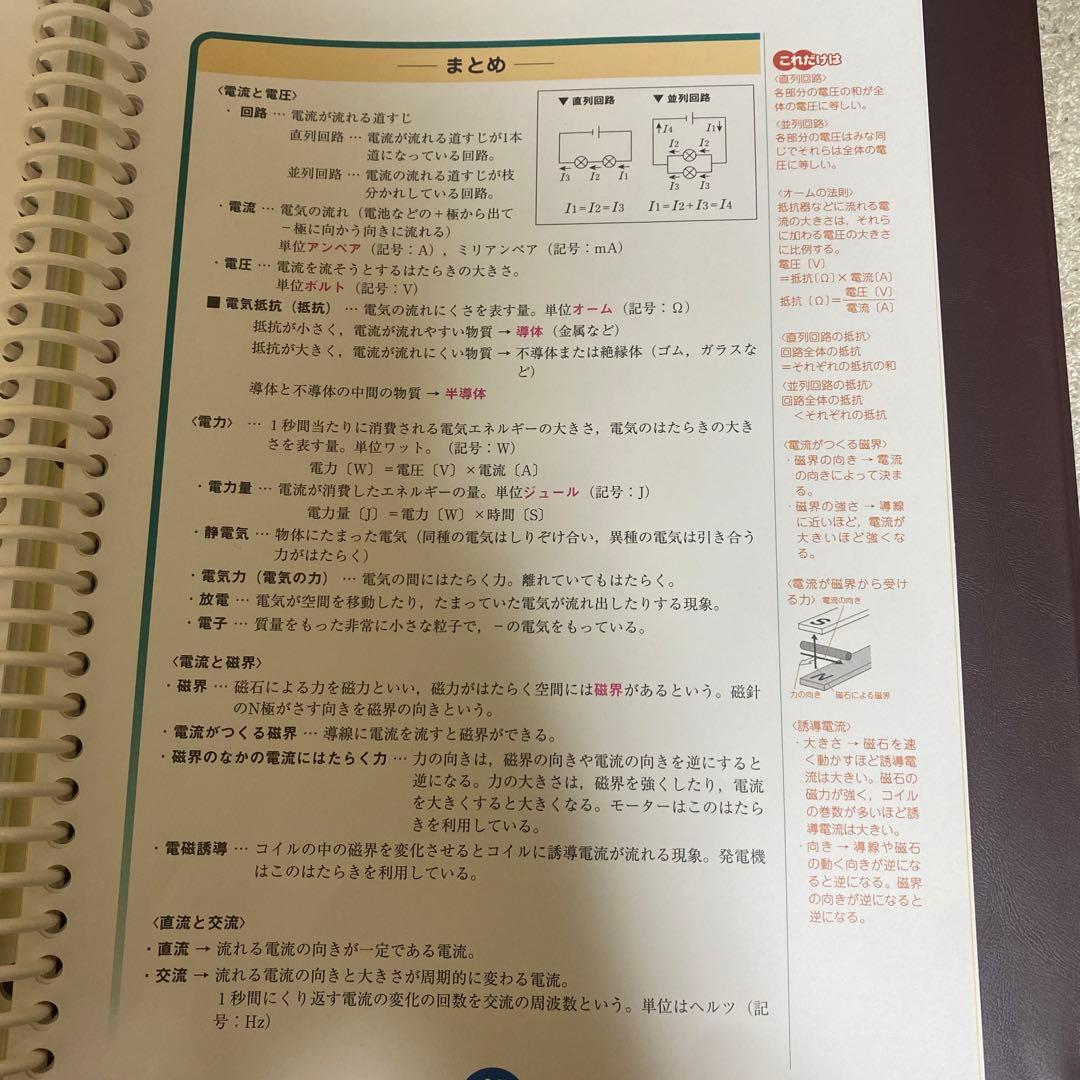 まとめ
〈電流と電圧〉
・回路 … 電流が流れる道すじ
直列回路 … 電流が流れる道すじが1本
道になっている回路。
並列回路 … 電流の流れる道すじが枝
分かれしている回路。
・電流 … 電気の流れ（電池などの＋極から出て
－極に向かう向きに流れる）
単位アンペア（記号：A），ミリアンペア（記号：mA）
・電圧 … 電流を流そうとするはたらきの大きさ。
単位ボルト（記号：V）
▼直列回路
I3 I2 I1
I1＝I2＝I3
▼並列回路
I4 I1
I2 I2
I3 I3
I1＝I2＋I3＝I4
■ 電気抵抗（抵抗） … 電気の流れにくさを表す量。単位オーム（記号：Ω）
抵抗が小さく，電流が流れやすい物質 → 導体（金属など）
抵抗が大きく，電流が流れにくい物質 → 不導体または絶縁体（ゴム，ガラスな
ど）
導体と不導体の中間の物質 → 半導体
〈電力〉 … 1秒間当たりに消費される電気エネルギーの大きさ，電気のはたらきの大き
さを表す量。単位ワット。（記号：W）
電力〔W〕＝電圧〔V〕×電流〔A〕
・電力量 … 電流が消費したエネルギーの量。単位ジュール（記号：J）
電力量〔J〕＝電力〔W〕×時間〔S〕
・静電気 … 物体にたまった電気（同種の電気はしりぞけ合い，異種の電気は引き合う
力がはたらく）
・電気力（電気の力） … 電気の間にはたらく力。離れていてもはたらく。
・放電 … 電気が空間を移動したり，たまっていた電気が流れ出したりする現象。
・電子 … 質量をもった非常に小さな粒子で，－の電気をもっている。
〈電流と磁界〉
・磁界 … 磁石による力を磁力といい，磁力がはたらく空間には磁界があるという。磁針
のN極がさす向きを磁界の向きという。
・電流がつくる磁界 … 導線に電流を流すと磁界ができる。
・磁界のなかの電流にはたらく力 … 力の向きは，磁界の向きや電流の向きを逆にすると
逆になる。力の大きさは，磁界を強くしたり，電流
を大きくすると大きくなる。モーターはこのはたら
きを利用している。
・電磁誘導 … コイルの中の磁界を変化させるとコイルに誘導電流が流れる現象。発電機
はこのはたらきを利用している。
〈直流と交流〉
・直流 → 流れる電流の向きが一定である電流。
・交流 → 流れる電流の向きと大きさが周期的に変わる電流。
1秒間にくり返す電流の変化の回数を交流の周波数という。単位はヘルツ（記
号：Hz）
これだけは
〈直列回路〉
各部分の電圧の和が全
体の電圧に等しい。
〈並列回路〉
各部分の電圧はみな同
じでそれらは全体の電
圧に等しい。
〈オームの法則〉
抵抗器などに流れる電
流の大きさは，それら
に加わる電圧の大きさ
に比例する。
電圧〔V〕
＝抵抗〔Ω〕×電流〔A〕
抵抗〔Ω〕＝電圧〔V〕/電流〔A〕
〈直列回路の抵抗〉
回路全体の抵抗
＝それぞれの抵抗の和
〈並列回路の抵抗〉
回路全体の抵抗
＜それぞれの抵抗
〈電流がつくる磁界〉
・磁界の向き → 電流
の向きによって決ま
る。
・磁界の強さ → 導線
に近いほど，電流が
大きいほど強くな
る。
〈電流が磁界から受け
る力〉 電流の向き
S
N
力の向き 磁石による磁界
〈誘導電流〉
・大きさ → 磁石を速
く動かすほど誘導電
流は大きい。磁石の
磁力が強く，コイル
の巻数が多いほど誘
導電流は大きい。
・向き → 導線や磁石
の動く向きが逆にな
ると逆になる。磁界
の向きが逆になると
逆になる。